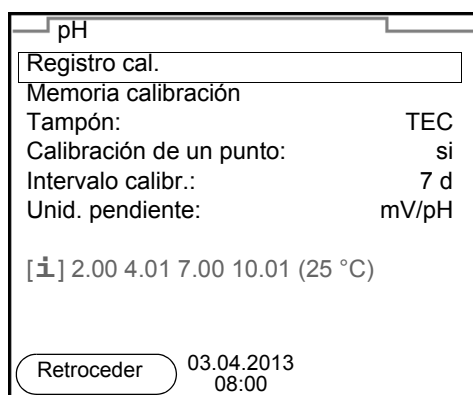 pH
Registro cal.
Memoria calibración
Tampón: TEC
Calibración de un punto: si
Intervalo calibr.: 7 d
Unid. pendiente: mV/pH
[i] 2.00 4.01 7.00 10.01 (25 °C)
Retroceder 03.04.2013
08:00